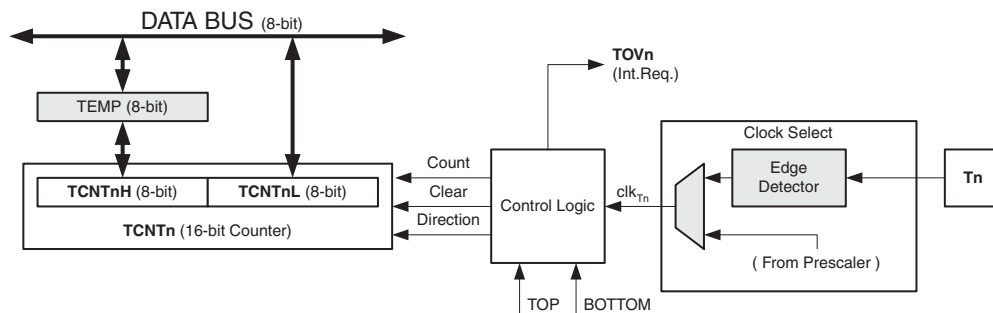 DATA BUS (8-bit)
TOVn
(Int.Req.)
TEMP (8-bit)
Clock Select
Count
Edge
Detector
Tn
TCNTnH (8-bit) TCNTnL (8-bit)
Clear
Control Logic
clkTn
TCNTn (16-bit Counter)
Direction
( From Prescaler )
TOP
BOTTOM